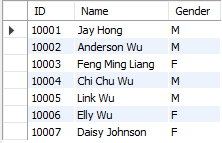 ID Name Gender
10001 Jay Hong M
10002 Anderson Wu M
10003 Feng Ming Liang F
10004 Chi Chu Wu M
10005 Link Wu M
10006 Elly Wu F
10007 Daisy Johnson F